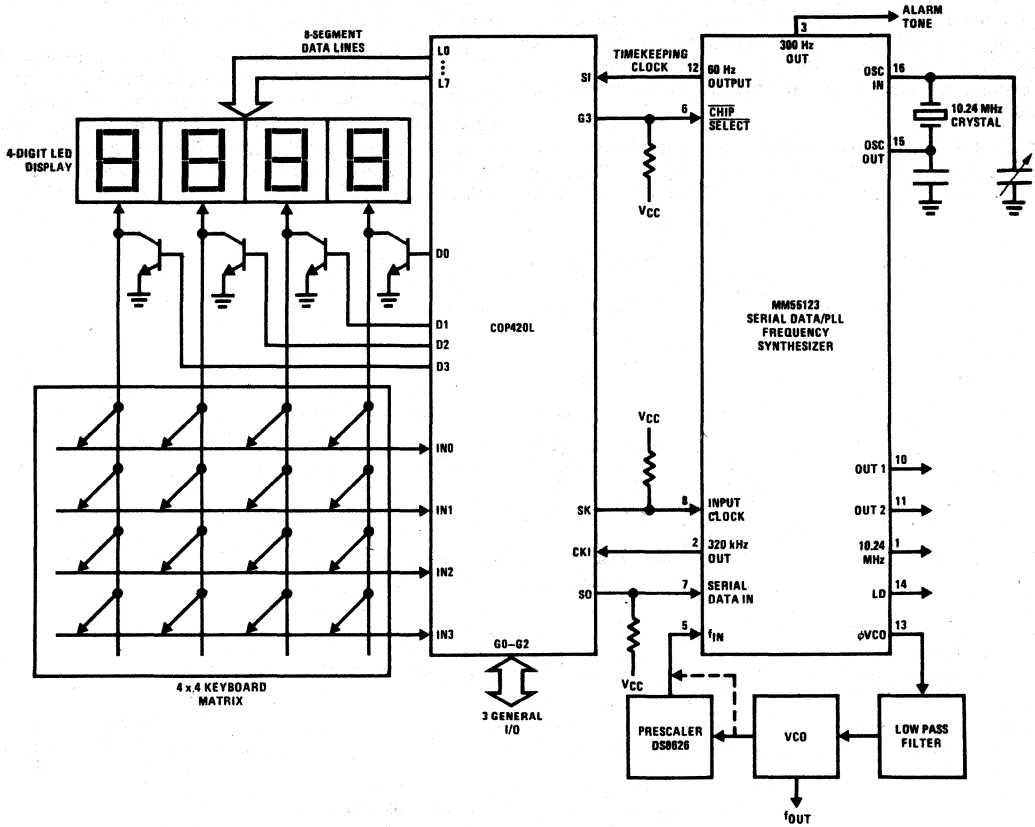 ALARM
TONE
3
300 Hz
OUT
8-SEGMENT
DATA LINES
L0
L7
TIMEKEEPING
CLOCK
SI
12
60 Hz
OUTPUT
OSC
IN
16
G3
6
CHIP
SELECT
10.24 MHz
CRYSTAL
OSC
OUT
15
4-DIGIT LED
DISPLAY
VCC
D0
D1
D2
D3
COP420L
MM55123
SERIAL DATA/PLL
FREQUENCY
SYNTHESIZER
VCC
IN0
IN1
IN2
IN3
OUT 1
10
OUT 2
11
SK
8
INPUT
CLOCK
CKI
2
320 kHz
OUT
10.24
MHz
1
SO
7
SERIAL
DATA IN
LD
14
5
fIN
ϕVCO
13
G0–G2
VCC
4 x 4 KEYBOARD
MATRIX
3 GENERAL
I/O
PRESCALER
DS8626
VCO
LOW PASS
FILTER
fOUT